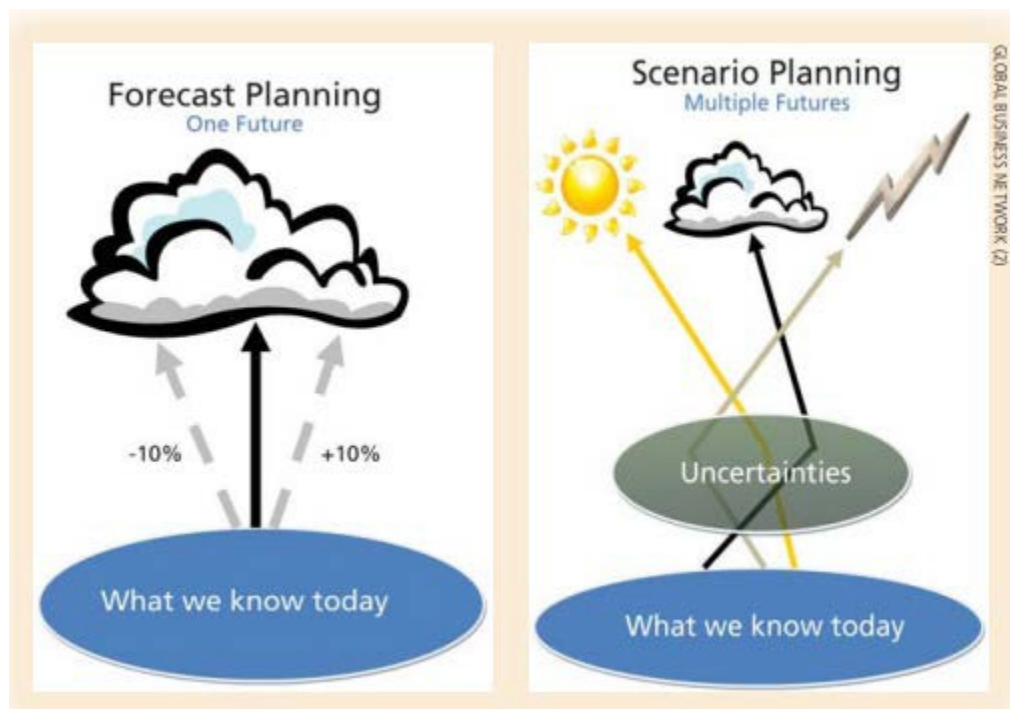 Forecast Planning
One Future
-10%
+10%
What we know today
Scenario Planning
Multiple Futures
Uncertainties
What we know today
GLOBAL BUSINESS NETWORK (2)